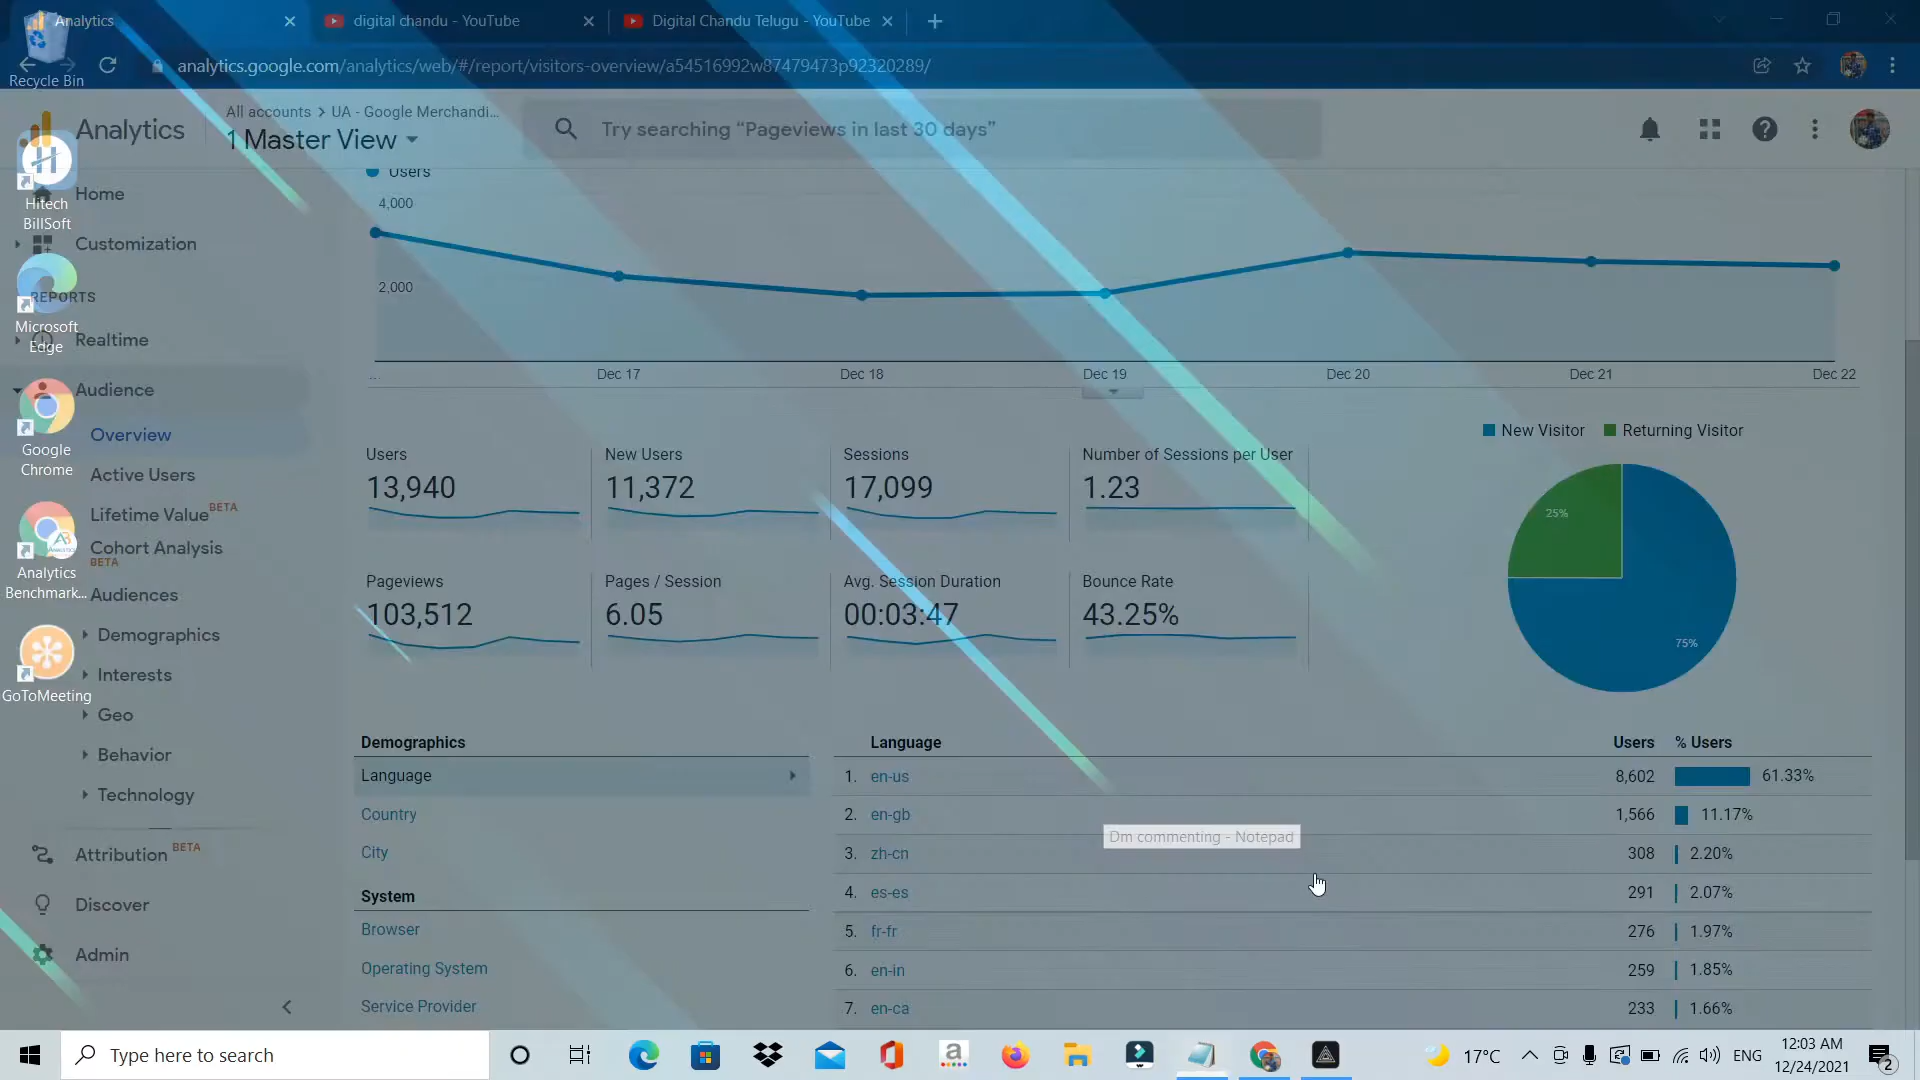 Analytics
digital chandu - YouTube
Digital Chandu Telugu - YouTube
Recycle Bin
analytics.google.com/analytics/web/#/report/visitors-overview/a54516992w87479473p92320289/
Analytics
All accounts > UA - Google Merchandi...
1 Master View
Try searching “Pageviews in last 30 days”
Hitech
BillSoft
Microsoft
Edge
Google
Chrome
Analytics
Benchmark...
GoToMeeting
Home
Customization
REPORTS
Realtime
Audience
Overview
Active Users
Lifetime Value BETA
Cohort Analysis
BETA
Audiences
Demographics
Interests
Geo
Behavior
Technology
Attribution BETA
Discover
Admin
Users
4,000
2,000
...
Dec 17
Dec 18
Dec 19
Dec 20
Dec 21
Dec 22
Users
13,940
New Users
11,372
Sessions
17,099
Number of Sessions per User
1.23
Pageviews
103,512
Pages / Session
6.05
Avg. Session Duration
00:03:47
Bounce Rate
43.25%
New Visitor
Returning Visitor
25%
75%
Demographics
Language
Country
City
System
Browser
Operating System
Service Provider
Language Users % Users
1. en-us 8,602 61.33%
2. en-gb 1,566 11.17%
3. zh-cn 308 2.20%
4. es-es 291 2.07%
5. fr-fr 276 1.97%
6. en-in 259 1.85%
7. en-ca 233 1.66%
Dm commenting - Notepad
Type here to search
17°C
ENG
12:03 AM
12/24/2021
2